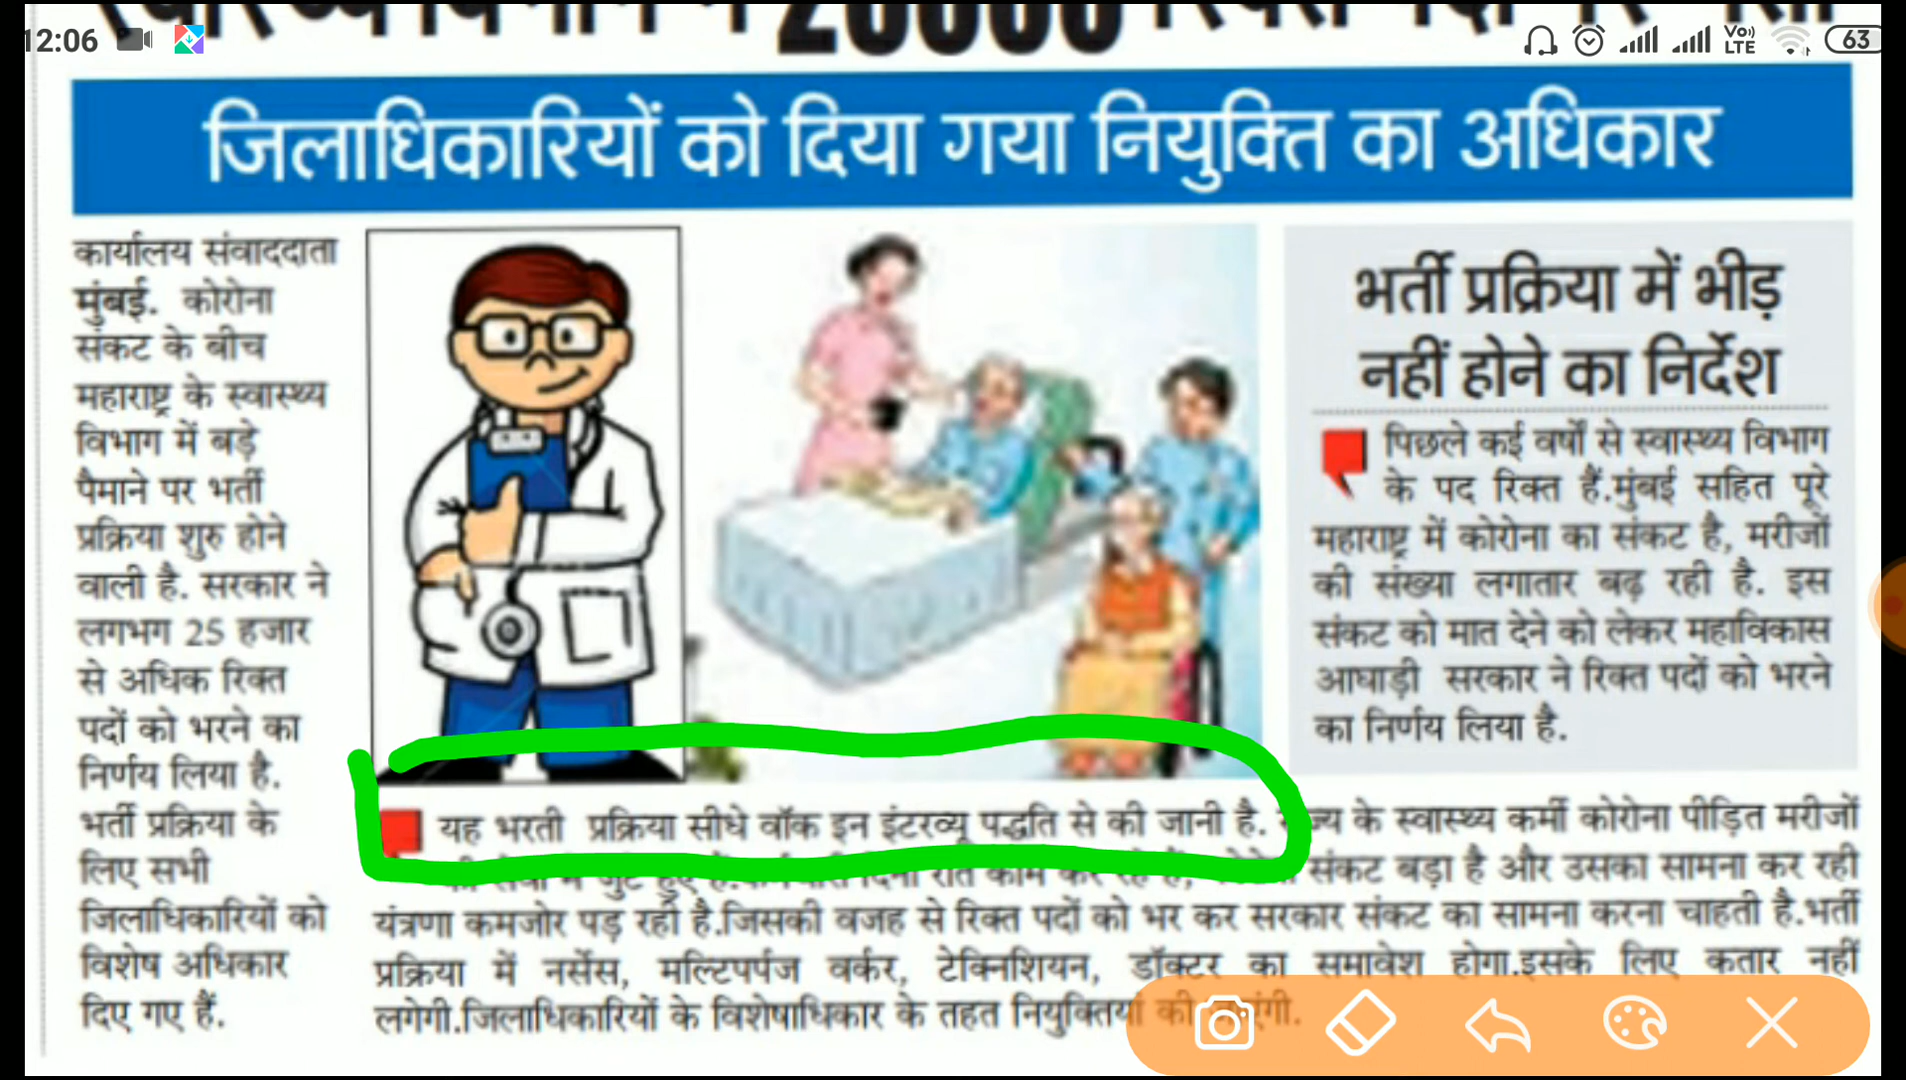 12:06
Vo)) LTE
63
जिलाधिकारियों को दिया गया नियुक्ति का अधिकार
कार्यालय संवाददाता
मुंबई. कोरोना
संकट के बीच
महाराष्ट्र के स्वास्थ्य
विभाग में बड़े
पैमाने पर भर्ती
प्रक्रिया शुरु होने
वाली है. सरकार ने
लगभग 25 हजार
से अधिक रिक्त
पदों को भरने का
निर्णय लिया है.
भर्ती प्रक्रिया के
लिए सभी
जिलाधिकारियों को
विशेष अधिकार
दिए गए हैं.
भर्ती प्रक्रिया में भीड़
नहीं होने का निर्देश
पिछले कई वर्षों से स्वास्थ्य विभाग
के पद रिक्त हैं.मुंबई सहित पूरे
महाराष्ट्र में कोरोना का संकट है, मरीजों
की संख्या लगातार बढ़ रही है. इस
संकट को मात देने को लेकर महाविकास
आघाड़ी सरकार ने रिक्त पदों को भरने
का निर्णय लिया है.
यह भरती प्रक्रिया सीधे वॉक इन इंटरव्यू पद्धति से की जानी है. के स्वास्थ्य कर्मी कोरोना पीड़ित मरीजों
संकट बड़ा है और उसका सामना कर रही
यंत्रणा कमजोर पड़ रही है.जिसकी वजह से रिक्त पदों को भर कर सरकार संकट का सामना करना चाहती है.भर्ती
प्रक्रिया में नर्सेस, मल्टिपर्पज वर्कर, टेक्निशियन, डॉक्टर का समावेश होगा.इसके लिए कतार नहीं
लगेगी.जिलाधिकारियों के विशेषाधिकार के तहत नियुक्तियां की